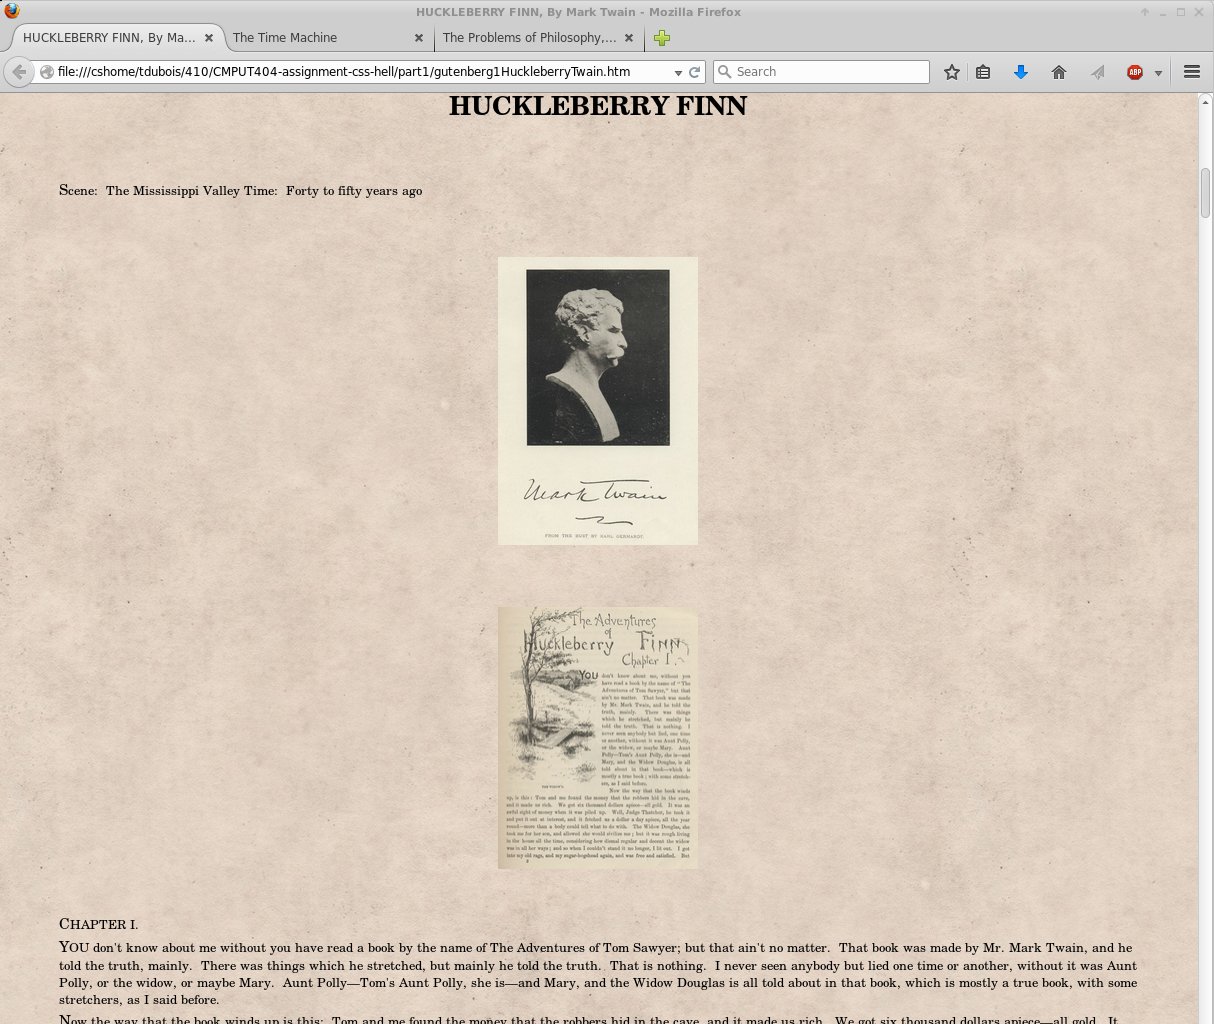 HUCKLEBERRY FINN, By Mark Twain - Mozilla Firefox
HUCKLEBERRY FINN, By Ma...
The Time Machine
The Problems of Philosophy,...
file:///cshome/tdubois/410/CMPUT404-assignment-css-hell/part1/gutenberg1HuckleberryTwain.htm
Search
ABP
HUCKLEBERRY FINN
Scene:  The Mississippi Valley Time:  Forty to fifty years ago
Mark Twain
FROM THE BUST BY KARL GERHARDT.
The Adventures
of
Huckleberry Finn
Chapter I.
YOU don't know about me, without you
have read a book by the name of "The
Adventures of Tom Sawyer," but that
ain't no matter. That book was made
by Mr. Mark Twain, and he told the
truth, mainly. There was things
which he stretched, but mainly he
told the truth. That is nothing. I
never seen anybody but lied, one time
or another, without it was Aunt Polly,
or the widow, or maybe Mary. Aunt
Polly—Tom's Aunt Polly, she is—and
Mary, and the Widow Douglas, is all
told about in that book—which is
mostly a true book; with some stretch-
ers, as I said before.
Now the way that the book winds
up, is this: Tom and me found the money that the robbers hid in the cave,
and it made us rich. We got six thousand dollars apiece—all gold. It was an
awful sight of money when it was piled up. Well, Judge Thatcher, he took it
and put it out at interest, and it fetched us a dollar a day apiece, all the year
round—more than a body could tell what to do with. The Widow Douglas, she
took me for her son, and allowed she would sivilize me; but it was rough living
in the house all the time, considering how dismal regular and decent the widow
was in all her ways; and so when I couldn't stand it no longer, I lit out. I got
into my old rags, and my sugar-hogshead again, and was free and satisfied. But
CHAPTER I.
YOU don't know about me without you have read a book by the name of The Adventures of Tom Sawyer; but that ain't no matter.  That book was made by Mr. Mark Twain, and he
told the truth, mainly.  There was things which he stretched, but mainly he told the truth.  That is nothing.  I never seen anybody but lied one time or another, without it was Aunt
Polly, or the widow, or maybe Mary.  Aunt Polly—Tom's Aunt Polly, she is—and Mary, and the Widow Douglas is all told about in that book, which is mostly a true book, with some
stretchers, as I said before.
Now the way that the book winds up is this:  Tom and me found the money that the robbers hid in the cave, and it made us rich.  We got six thousand dollars apiece—all gold.  It